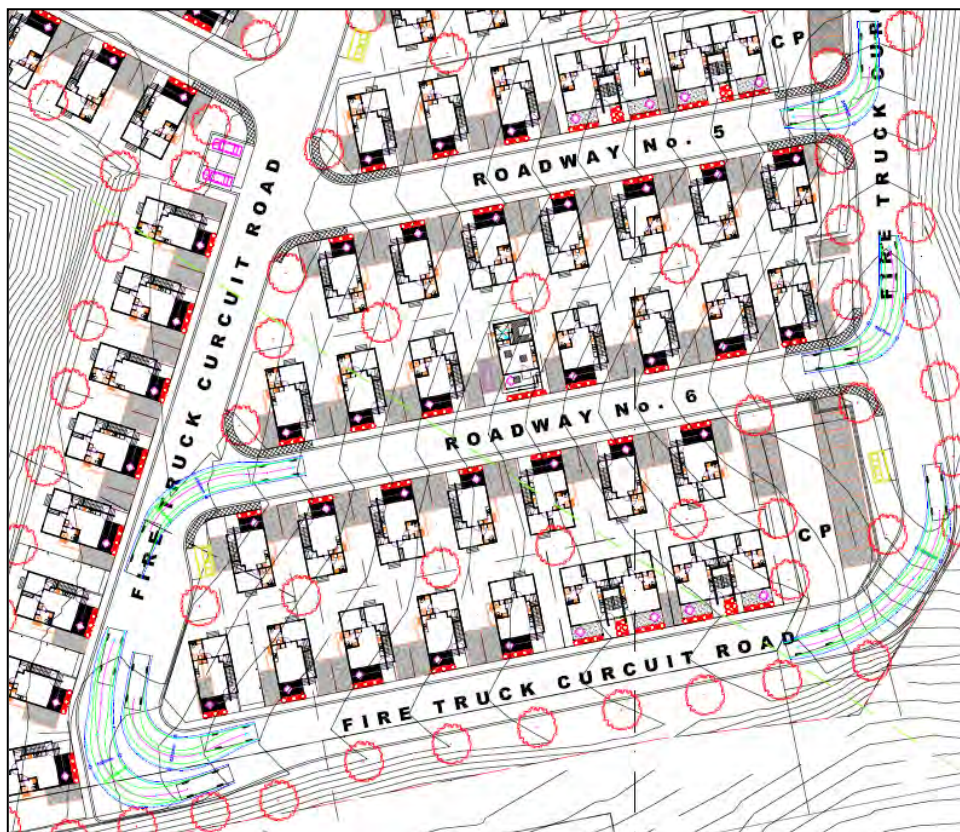 CP
FIRE TRUCK CUR
ROADWAY No. 5
FIRE TRUCK CURCUIT ROAD
ROADWAY No. 6
CP
FIRE TRUCK CURCUIT ROAD